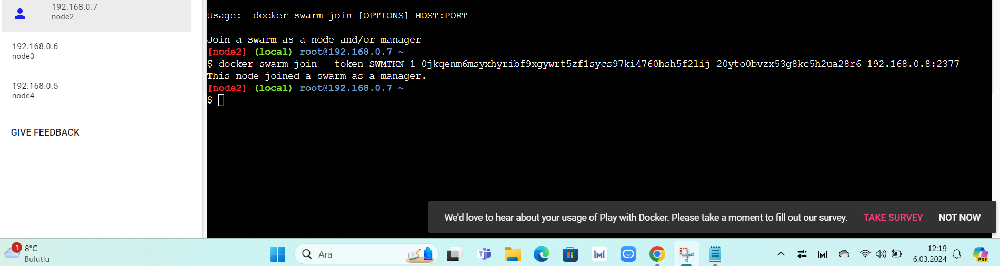 192.168.0.7
node2
192.168.0.6
node3
192.168.0.5
node4
GIVE FEEDBACK
Usage:  docker swarm join [OPTIONS] HOST:PORT
Join a swarm as a node and/or manager
[node2] (local) root@192.168.0.7 ~
$ docker swarm join --token SWMTKN-1-0jkqenm6msyxhyribf9xgywrt5zf1sycs97ki4760hsh5f2lij-20yto0bvzx53g8kc5h2ua28r6 192.168.0.8:2377
This node joined a swarm as a manager.
[node2] (local) root@192.168.0.7 ~
$
We'd love to hear about your usage of Play with Docker. Please take a moment to fill out our survey. TAKE SURVEY NOT NOW
1
8°C
Bulutlu
Ara
12:19
6.03.2024
PRE